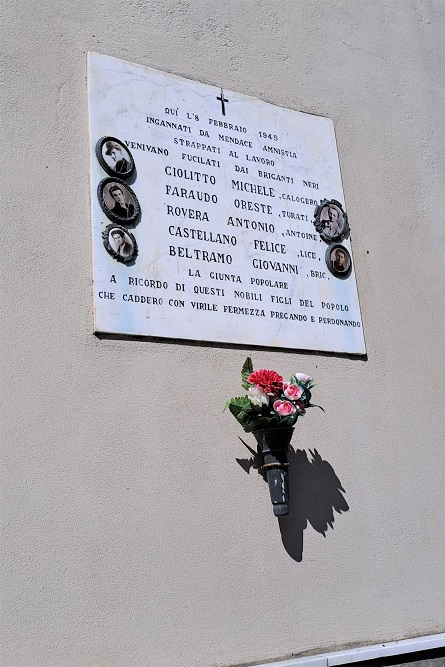 QUÌ L'8 FEBBRAIO 1945
INGANNATI DA MENDACE AMNISTIA
STRAPPATI AL LAVORO
VENIVANO FUCILATI DAI BRIGANTI NERI
GIOLITTO MICHELE (CALOGERO)
FARAUDO ORESTE (TURATI)
ROVERA ANTONIO (ANTOINE)
CASTELLANO FELICE (LICE)
BELTRAMO GIOVANNI (BRIC)
LA GIUNTA POPOLARE
A RICORDO DI QUESTI NOBILI FIGLI DEL POPOLO
CHE CADDERO CON VIRILE FERMEZZA PREGANDO E PERDONANDO